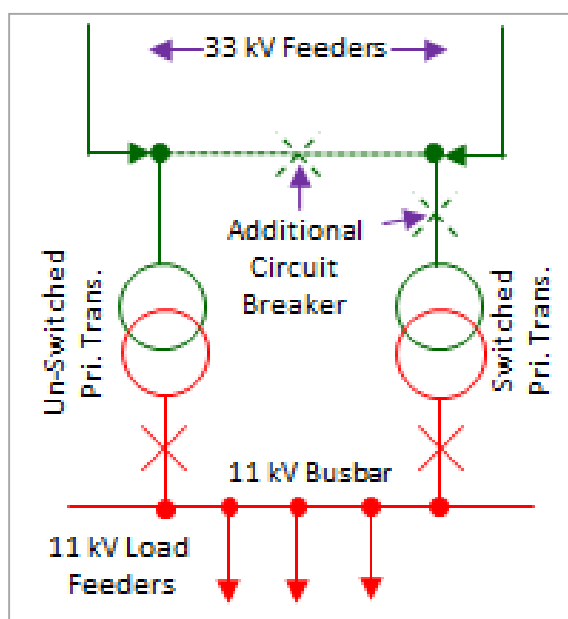 33 kV Feeders
Additional
Circuit
Breaker
Un-Switched
Pri. Trans.
Switched
Pri. Trans.
11 kV Busbar
11 kV Load
Feeders